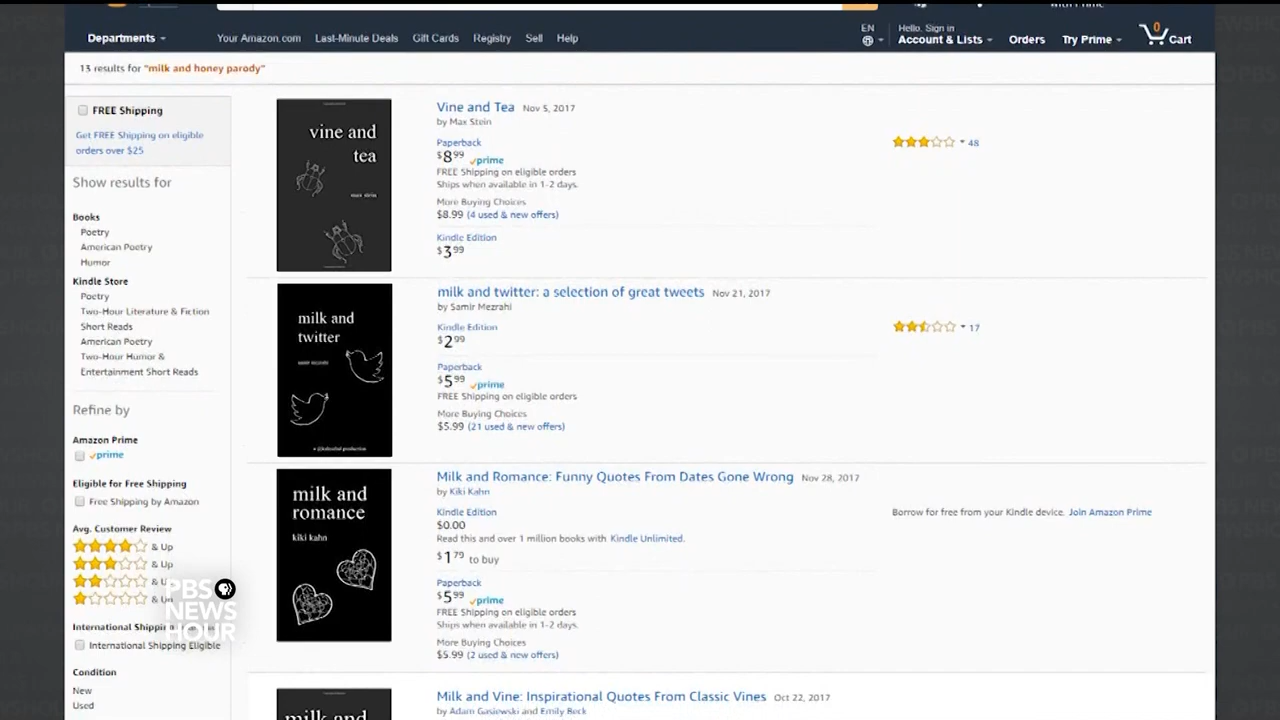 with Prime
Departments
Your Amazon.com
Last-Minute Deals
Gift Cards
Registry
Sell
Help
EN
Hello. Sign in
Account & Lists
Orders
Try Prime
0
Cart
13 results for "milk and honey parody"
FREE Shipping
Get FREE Shipping on eligible
orders over $25
Show results for
Books
Poetry
American Poetry
Humor
Kindle Store
Poetry
Two-Hour Literature & Fiction
Short Reads
American Poetry
Two-Hour Humor &
Entertainment Short Reads
Refine by
Amazon Prime
prime
Eligible for Free Shipping
Free Shipping by Amazon
Avg. Customer Review
& Up
& Up
& Up
& Up
International Shipping
International Shipping Eligible
Condition
New
Used
PBS
NEWS
HOUR
vine and
tea
max stein
Vine and Tea Nov 5, 2017
by Max Stein
Paperback
$8.99 prime
FREE Shipping on eligible orders
Ships when available in 1-2 days.
More Buying Choices
$8.99 (4 used & new offers)
Kindle Edition
$3.99
48
milk and
twitter
samir mezrahi
milk and twitter: a selection of great tweets Nov 21, 2017
by Samir Mezrahi
Kindle Edition
$2.99
Paperback
$5.99 prime
FREE Shipping on eligible orders
More Buying Choices
$5.99 (21 used & new offers)
17
milk and
romance
kiki kahn
Milk and Romance: Funny Quotes From Dates Gone Wrong Nov 28, 2017
by Kiki Kahn
Kindle Edition
$0.00
Read this and over 1 million books with Kindle Unlimited.
$1.79 to buy
Paperback
$5.99 prime
FREE Shipping on eligible orders
Ships when available in 1-2 days.
More Buying Choices
$5.99 (2 used & new offers)
Borrow for free from your Kindle device. Join Amazon Prime
milk and
Milk and Vine: Inspirational Quotes From Classic Vines Oct 22, 2017
by Adam Gasiewski and Emily Beck